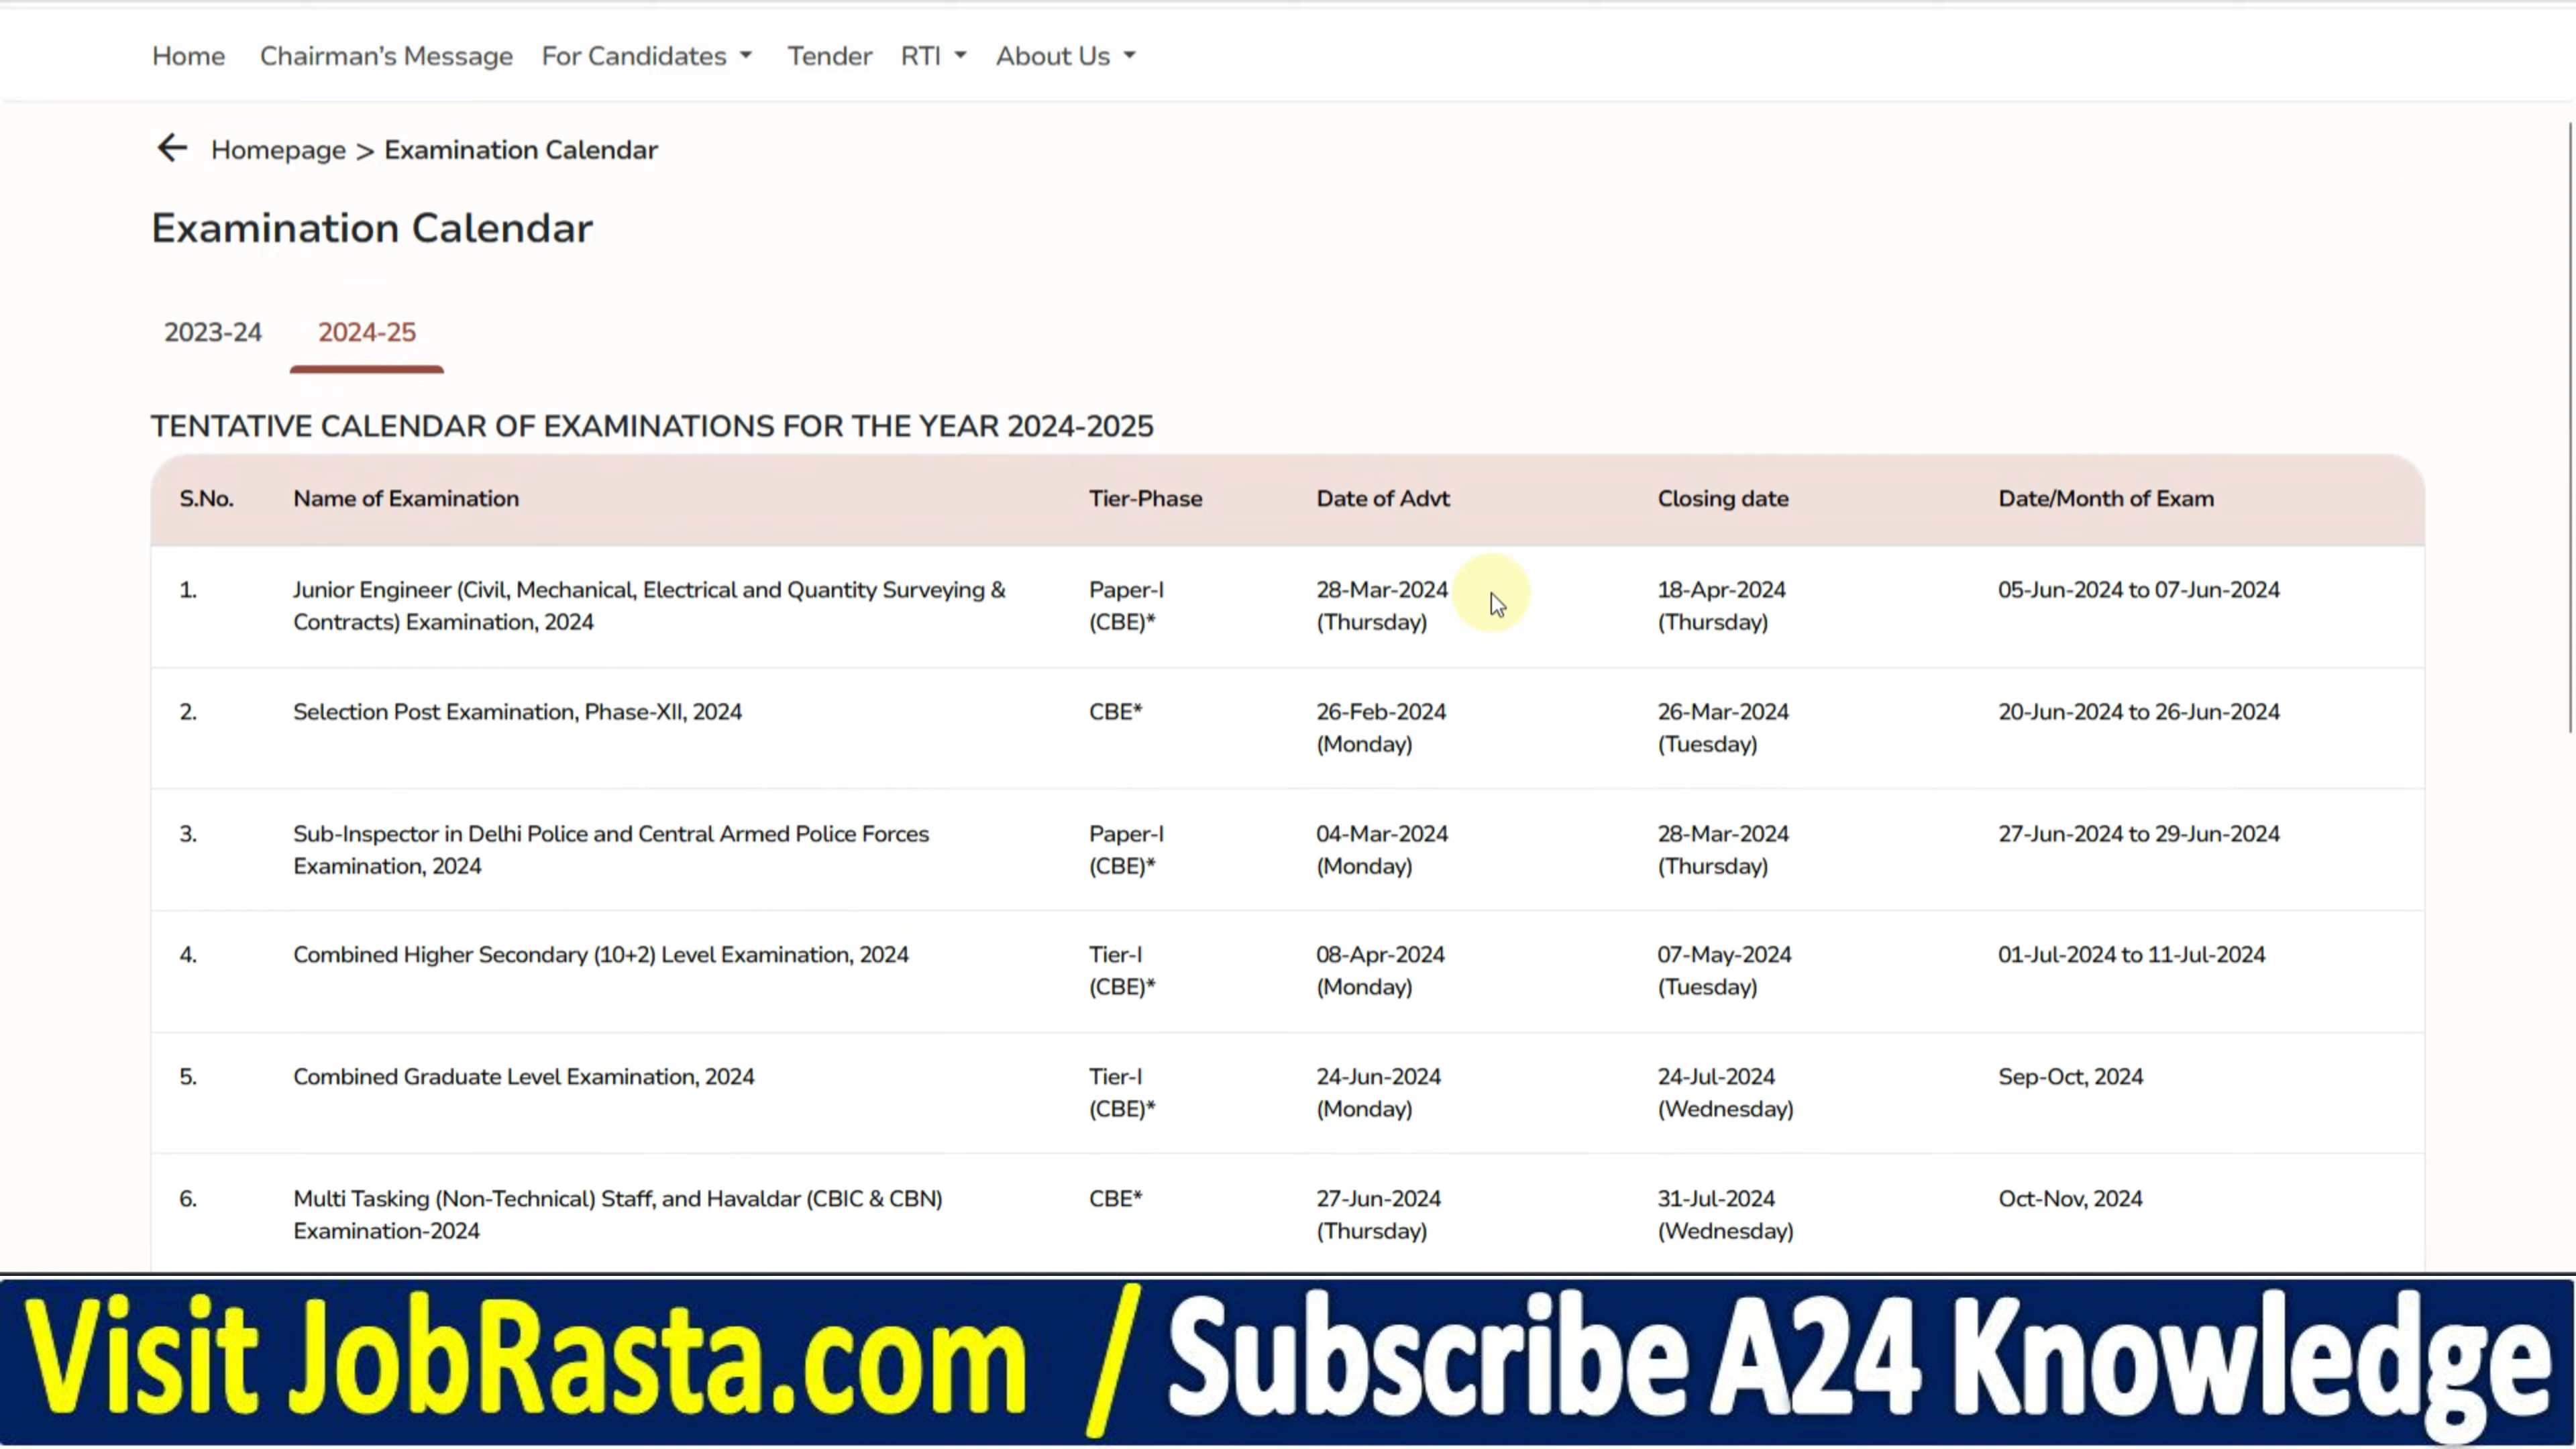 Home Chairman's Message For Candidates Tender RTI About Us
Homepage > Examination Calendar
Examination Calendar
2023-24 2024-25
TENTATIVE CALENDAR OF EXAMINATIONS FOR THE YEAR 2024-2025
S.No. Name of Examination Tier-Phase Date of Advt Closing date Date/Month of Exam
1. Junior Engineer (Civil, Mechanical, Electrical and Quantity Surveying & Paper-I 28-Mar-2024 18-Apr-2024 05-Jun-2024 to 07-Jun-2024
Contracts) Examination, 2024 (CBE)* (Thursday) (Thursday)
2. Selection Post Examination, Phase-XII, 2024 CBE* 26-Feb-2024 26-Mar-2024 20-Jun-2024 to 26-Jun-2024
(Monday) (Tuesday)
3. Sub-Inspector in Delhi Police and Central Armed Police Forces Paper-I 04-Mar-2024 28-Mar-2024 27-Jun-2024 to 29-Jun-2024
Examination, 2024 (CBE)* (Monday) (Thursday)
4. Combined Higher Secondary (10+2) Level Examination, 2024 Tier-I 08-Apr-2024 07-May-2024 01-Jul-2024 to 11-Jul-2024
(CBE)* (Monday) (Tuesday)
5. Combined Graduate Level Examination, 2024 Tier-I 24-Jun-2024 24-Jul-2024 Sep-Oct, 2024
(CBE)* (Monday) (Wednesday)
6. Multi Tasking (Non-Technical) Staff, and Havaldar (CBIC & CBN) CBE* 27-Jun-2024 31-Jul-2024 Oct-Nov, 2024
Examination-2024 (Thursday) (Wednesday)
Visit JobRasta.com / Subscribe A24 Knowledge